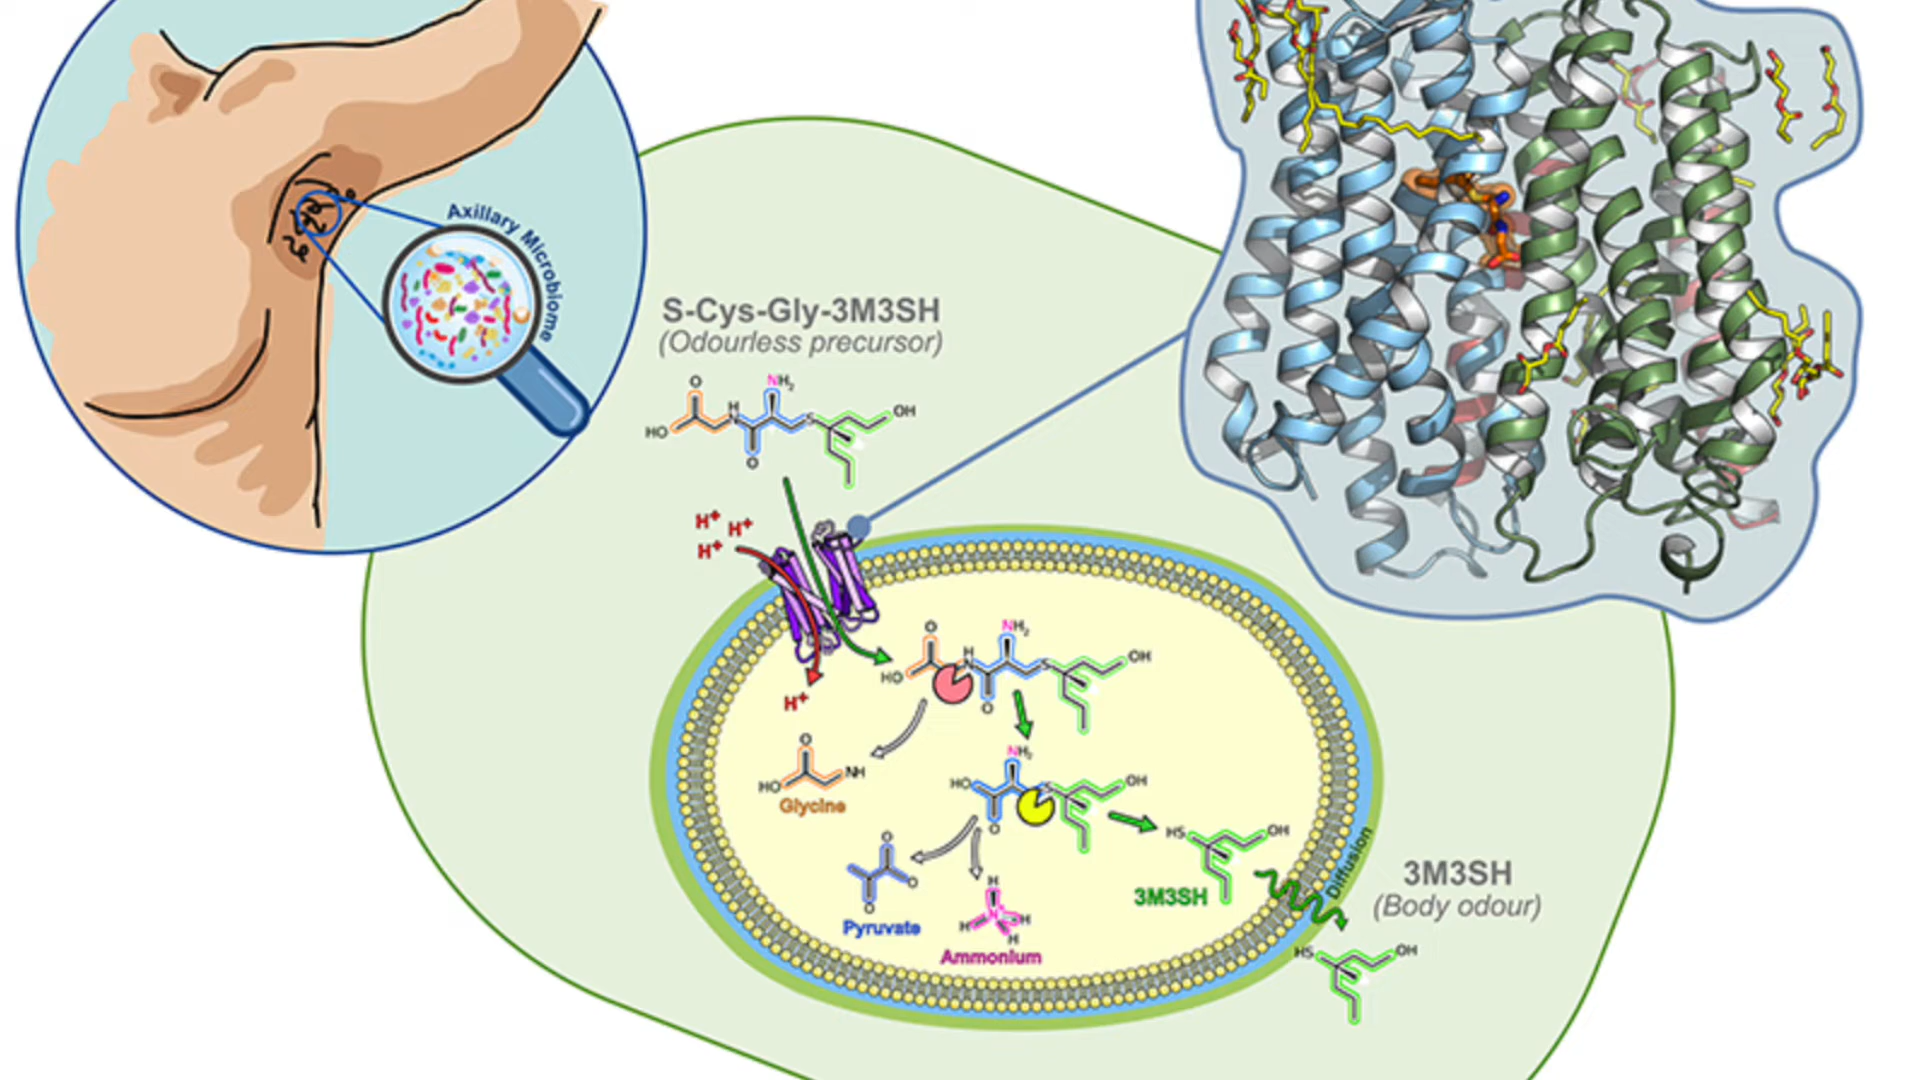 Axillary Microbiome
S-Cys-Gly-3M3SH
(Odourless precursor)
O
NH₂
H
N
S
OH
HO
O
H⁺
H⁺
H⁺
O
NH₂
H
N
S
OH
HO
O
H⁺
O
HO
NH
Glycine
NH₂
HO
OH
O
HS
OH
3M3SH
Diffusion
O
O
O
Pyruvate
H
N⁺
H
H
H
Ammonium
3M3SH
(Body odour)
HS
OH